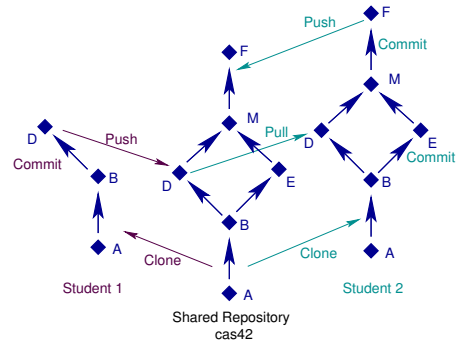 F
Push
Commit
F
M
M
D
Push
Pull
D
E
Commit
D
E
Commit
B
B
B
A
Clone
Clone
A
A
Student 1
Student 2
Shared Repository
cas42